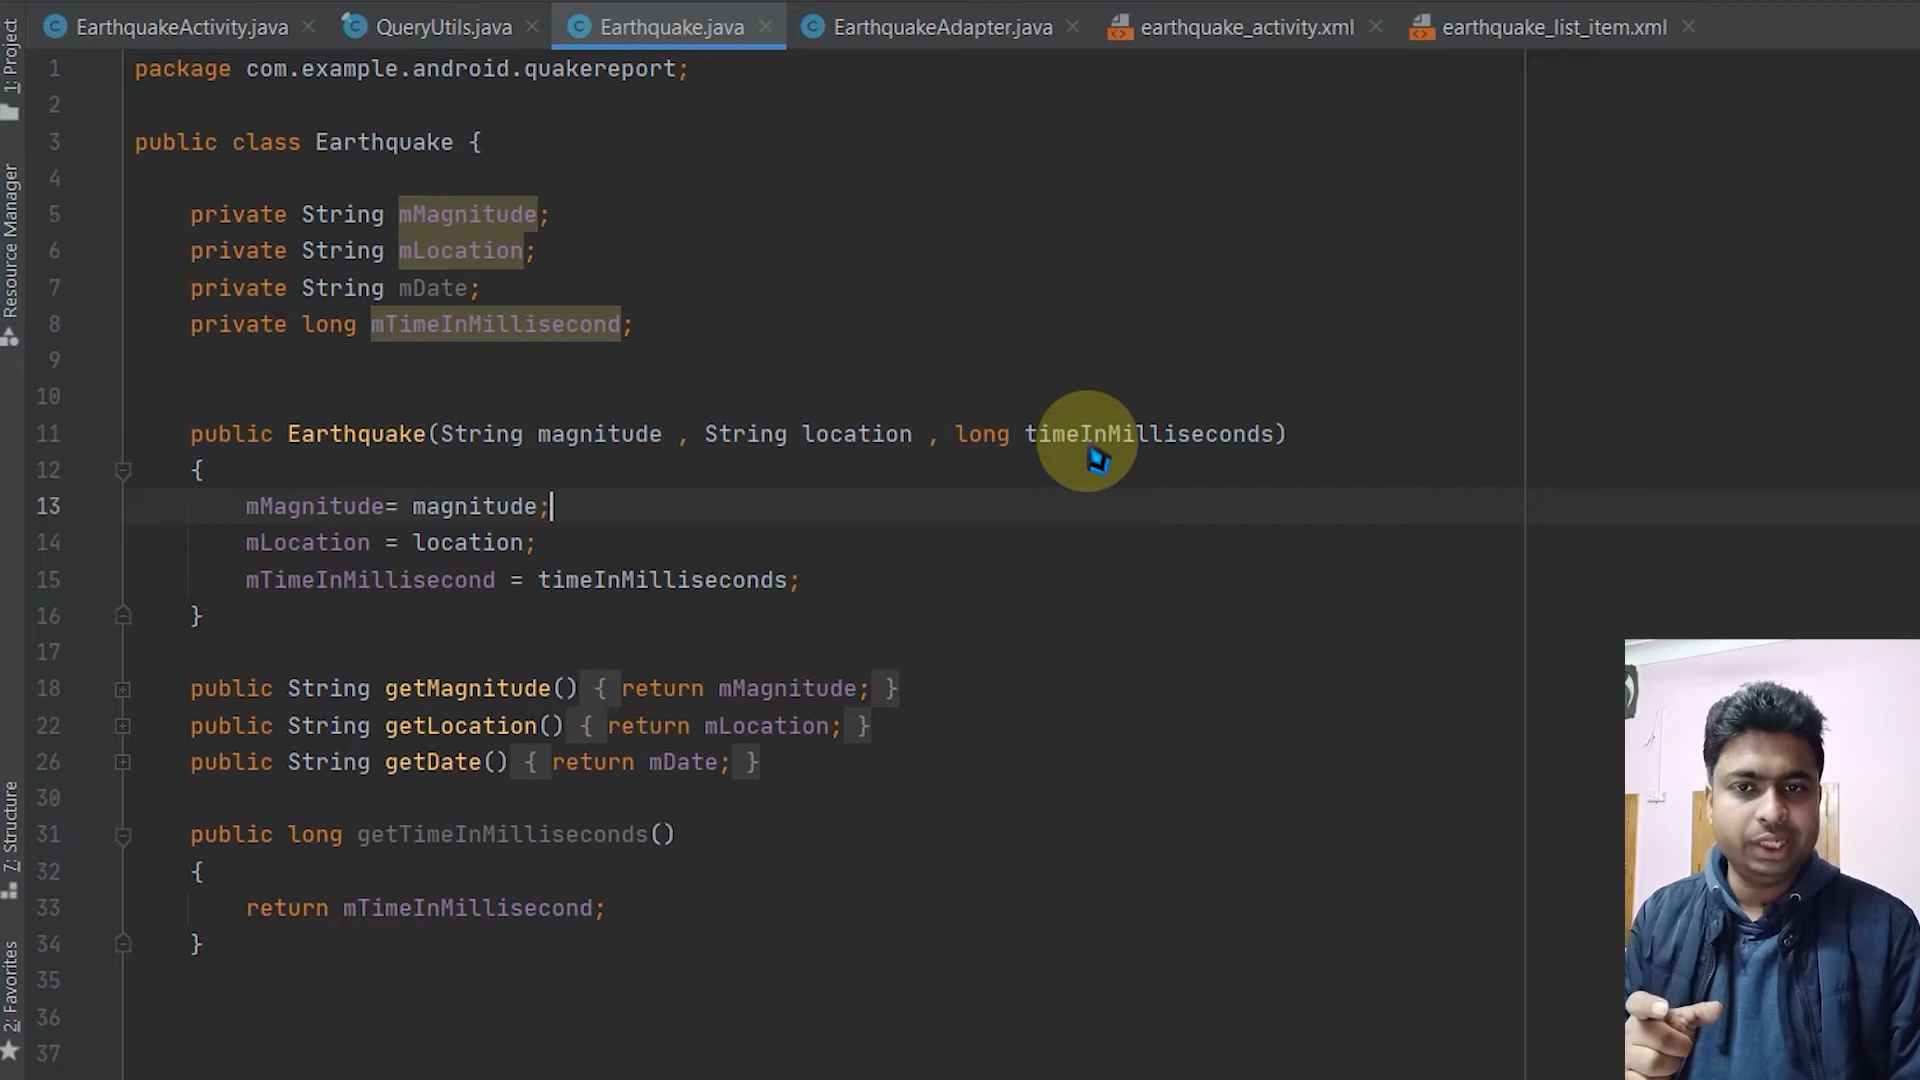 EarthquakeActivity.java
QueryUtils.java
Earthquake.java
EarthquakeAdapter.java
earthquake_activity.xml
earthquake_list_item.xml
1: Project
Resource Manager
7: Structure
2: Favorites
1 package com.example.android.quakereport;
2
3 public class Earthquake {
4
5 private String mMagnitude;
6 private String mLocation;
7 private String mDate;
8 private long mTimeInMillisecond;
9
10
11 public Earthquake(String magnitude , String location , long timeInMilliseconds)
12 {
13 mMagnitude= magnitude;
14 mLocation = location;
15 mTimeInMillisecond = timeInMilliseconds;
16 }
17
18 public String getMagnitude() { return mMagnitude; }
22 public String getLocation() { return mLocation; }
26 public String getDate() { return mDate; }
30
31 public long getTimeInMilliseconds()
32 {
33 return mTimeInMillisecond;
34 }
35
36
37